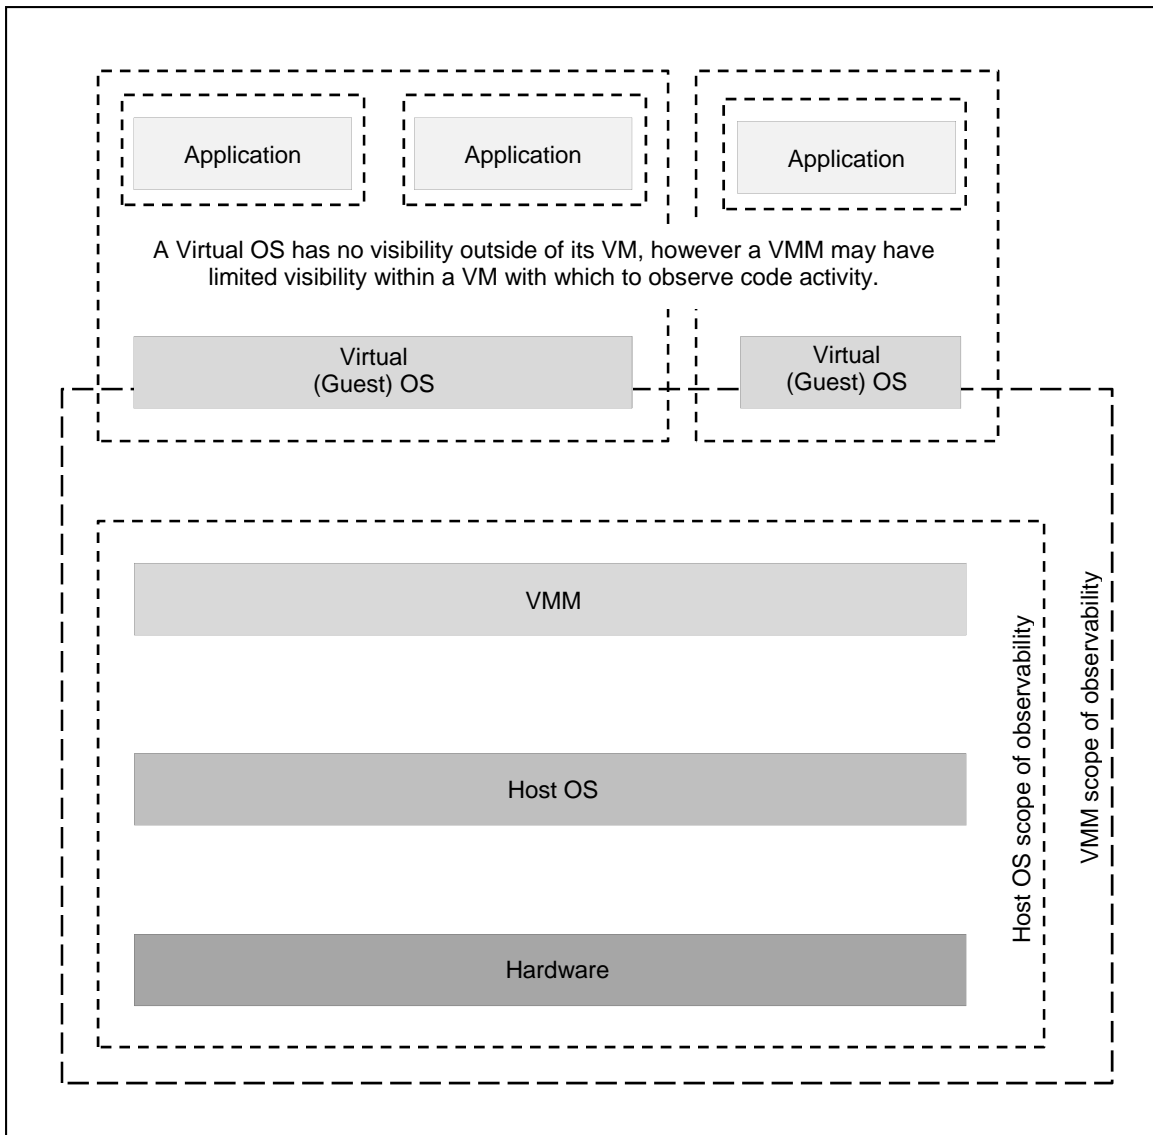 Application
Application
Application
A Virtual OS has no visibility outside of its VM, however a VMM may have
limited visibility within a VM with which to observe code activity.
Virtual
(Guest) OS
Virtual
(Guest) OS
VMM
Host OS
Hardware
Host OS scope of observability
VMM scope of observability